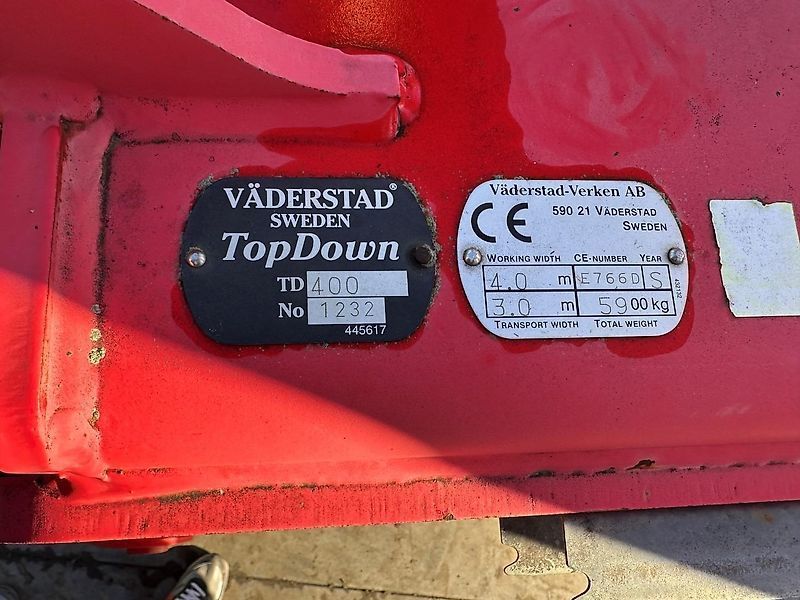 VÄDERSTAD®
SWEDEN
TopDown
TD 400
No 1232
445617
Väderstad-Verken AB
CE
590 21 VÄDERSTAD
SWEDEN
WORKING WIDTH CE-NUMBER YEAR
4.0 m E766D S
3.0 m 5900 kg
TRANSPORT WIDTH TOTAL WEIGHT